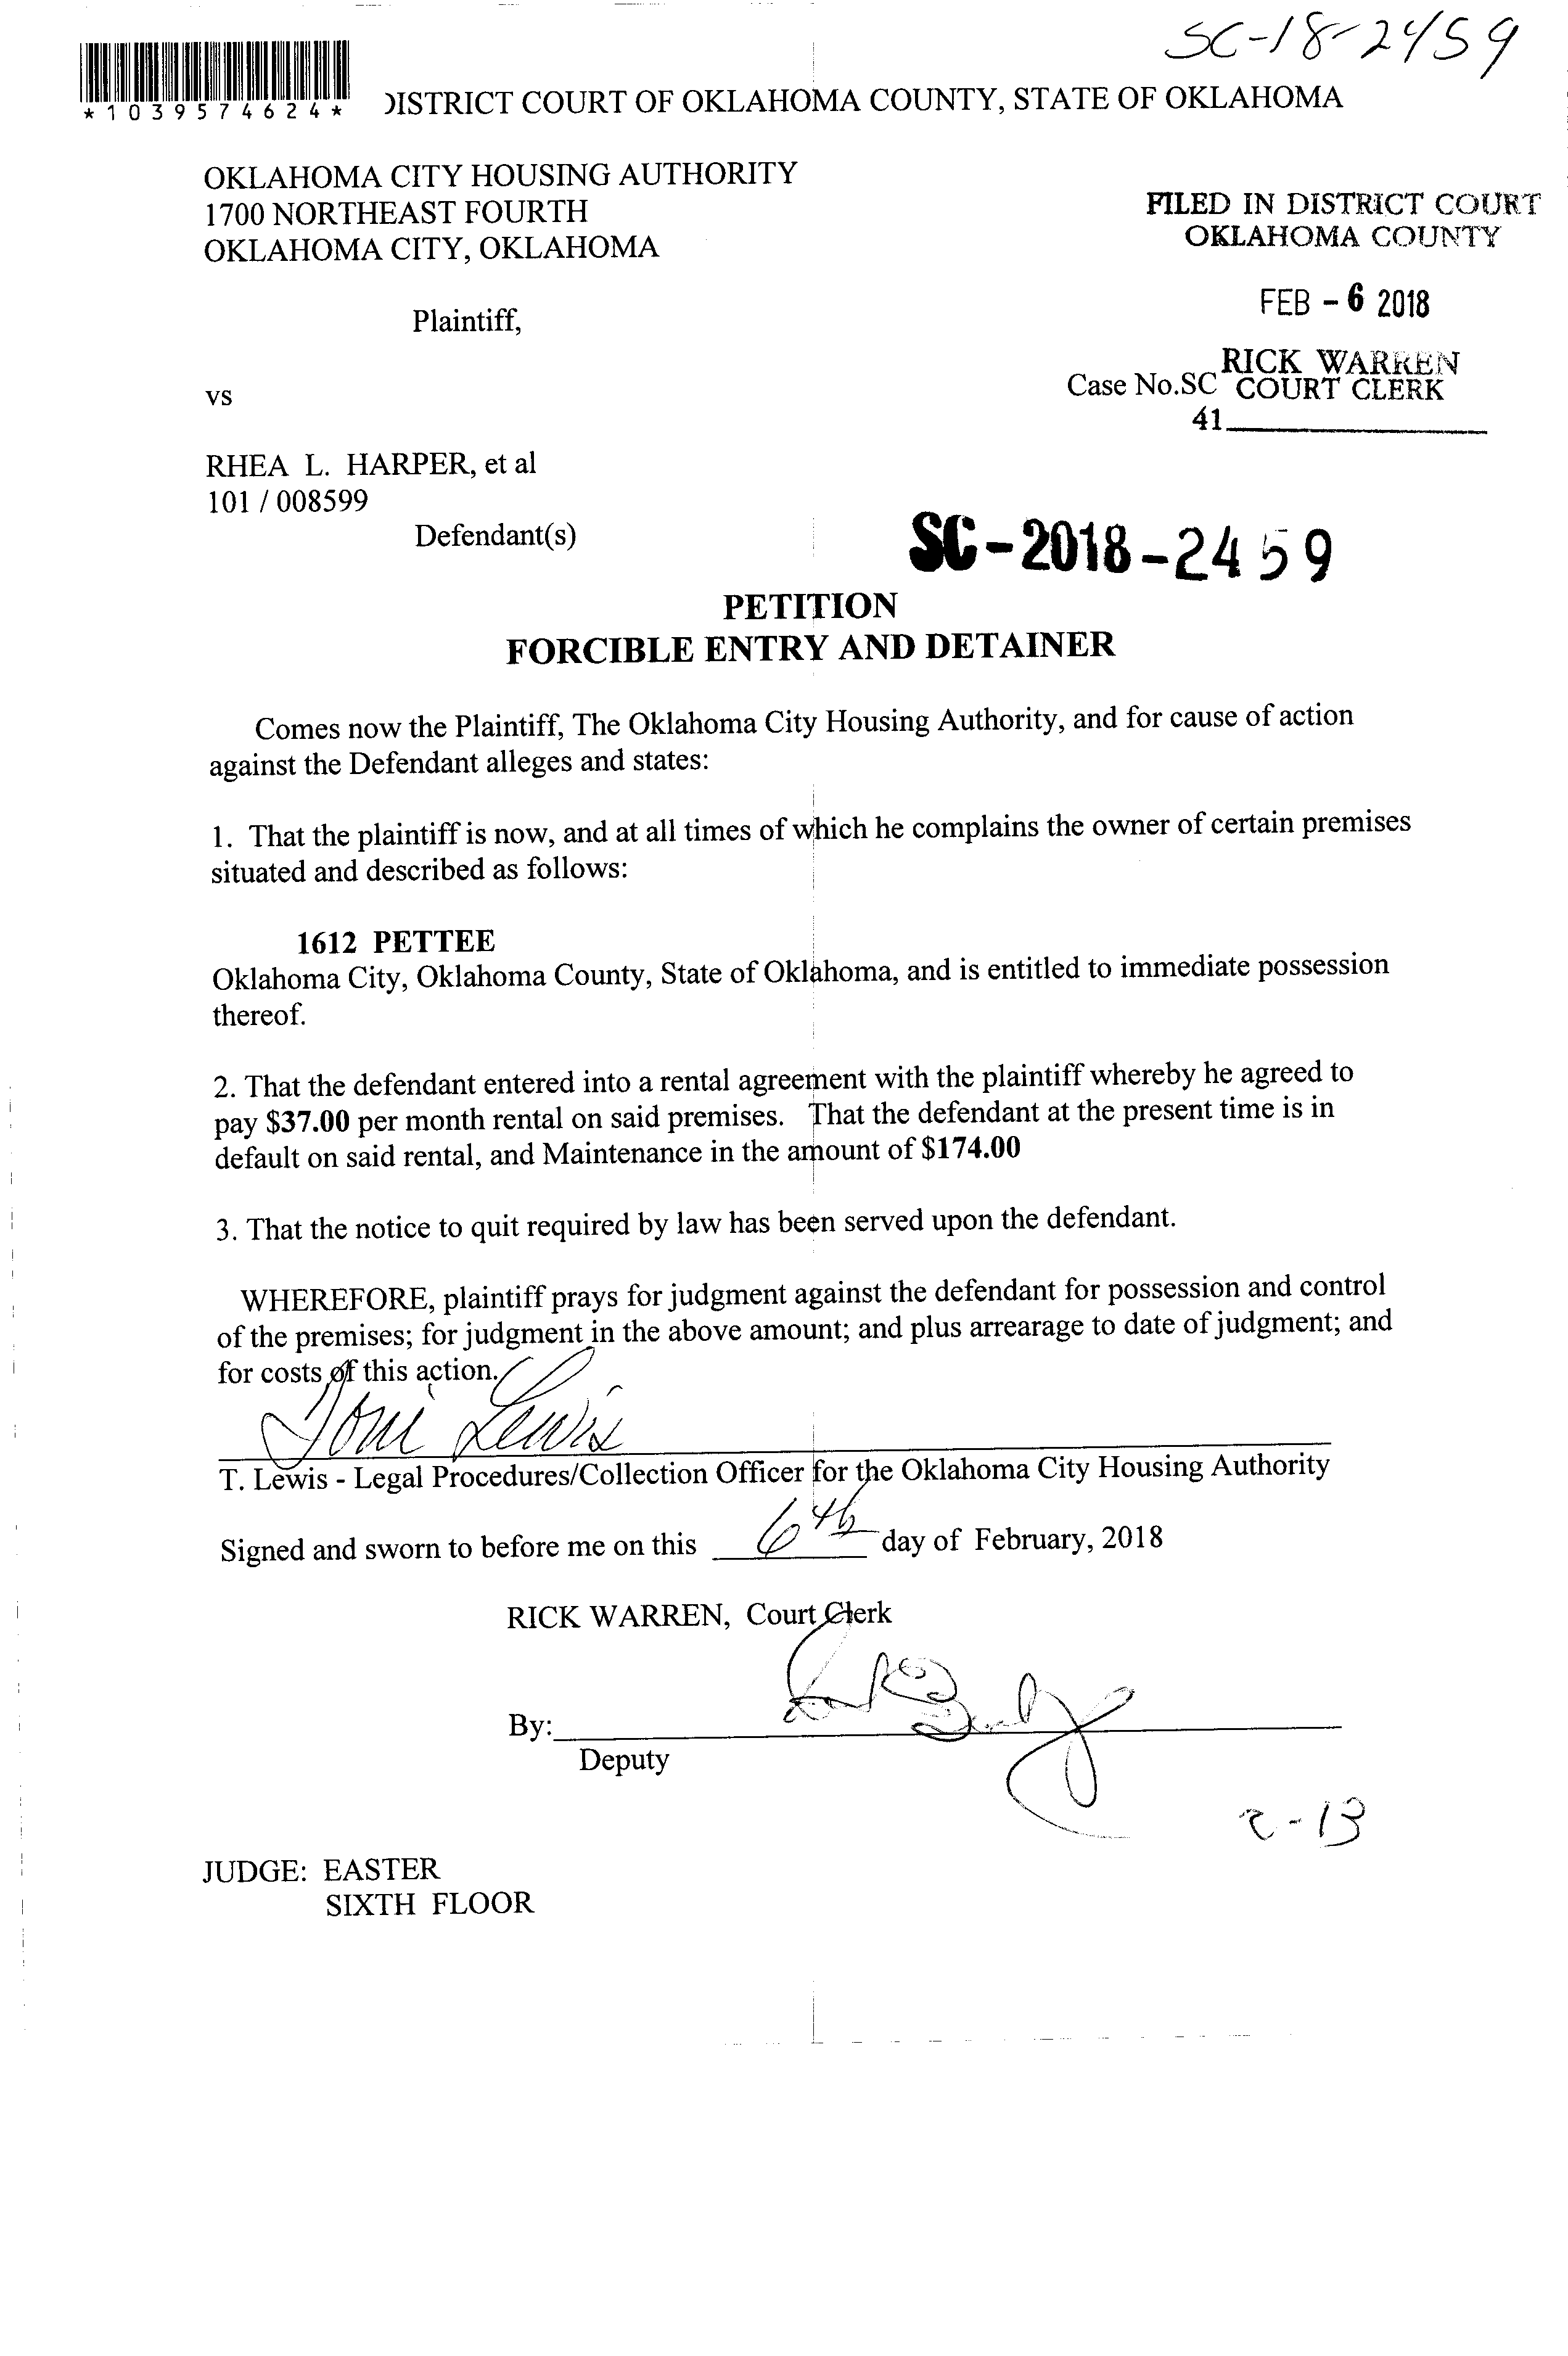 SC-18-2459
*1039574624*
DISTRICT COURT OF OKLAHOMA COUNTY, STATE OF OKLAHOMA
OKLAHOMA CITY HOUSING AUTHORITY
1700 NORTHEAST FOURTH
OKLAHOMA CITY, OKLAHOMA
FILED IN DISTRICT COURT
OKLAHOMA COUNTY
FEB - 6 2018
Plaintiff,
RICK WARREN
COURT CLERK
Case No.SC
41
vs
RHEA L. HARPER, et al
101 / 008599
Defendant(s)
SC-2018-2459
PETITION
FORCIBLE ENTRY AND DETAINER
Comes now the Plaintiff, The Oklahoma City Housing Authority, and for cause of action
against the Defendant alleges and states:
1. That the plaintiff is now, and at all times of which he complains the owner of certain premises
situated and described as follows:
1612 PETTEE
Oklahoma City, Oklahoma County, State of Oklahoma, and is entitled to immediate possession
thereof.
2. That the defendant entered into a rental agreement with the plaintiff whereby he agreed to
pay $37.00 per month rental on said premises. That the defendant at the present time is in
default on said rental, and Maintenance in the amount of $174.00
3. That the notice to quit required by law has been served upon the defendant.
WHEREFORE, plaintiff prays for judgment against the defendant for possession and control
of the premises; for judgment in the above amount; and plus arrearage to date of judgment; and
for costs of this action.
Toni Lewis
T. Lewis - Legal Procedures/Collection Officer for the Oklahoma City Housing Authority
Signed and sworn to before me on this 6th day of February, 2018
RICK WARREN, Court Clerk
By:
Deputy
2-13
JUDGE: EASTER
SIXTH FLOOR